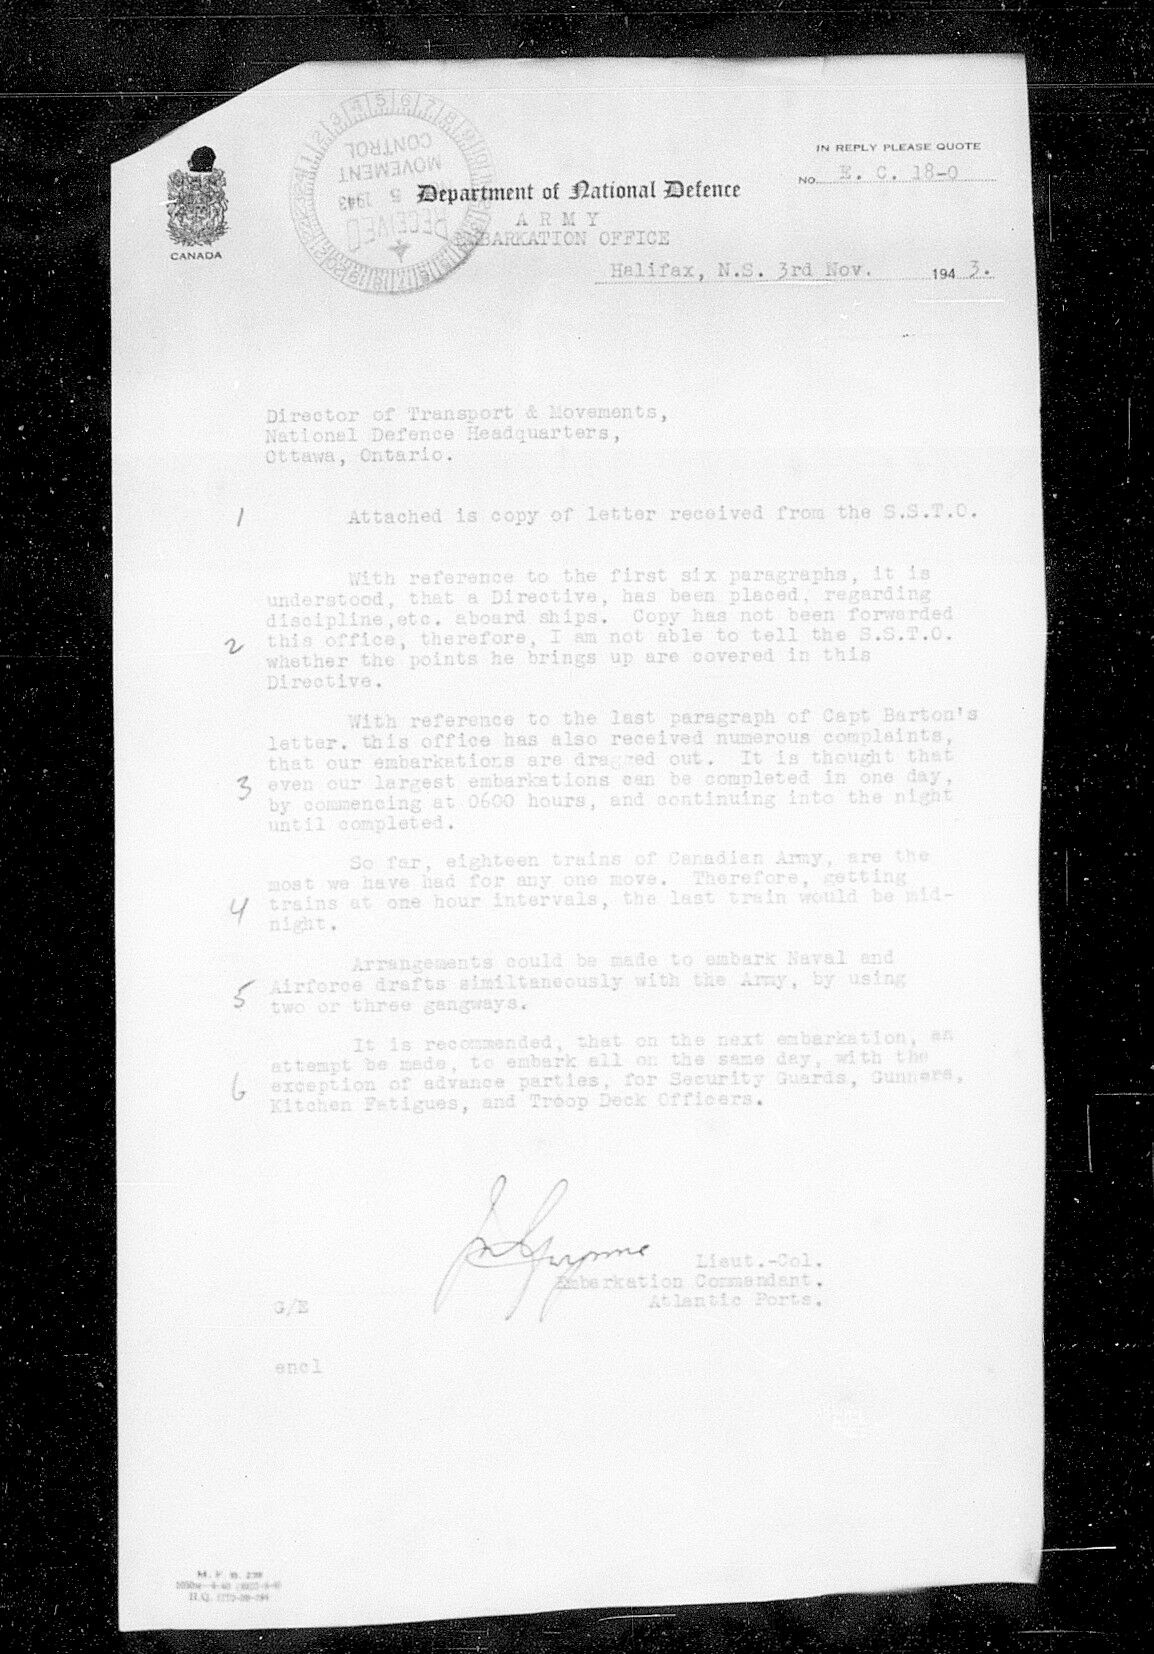 IN REPLY PLEASE QUOTE
No. E. C. 18-0
MOVEMENT
CONTROL
RECEIVED
5 1943
CANADA
Department of National Defence
ARMY
EMBARKATION OFFICE
Halifax, N.S. 3rd Nov. 1943.
Director of Transport & Movements,
National Defence Headquarters,
Ottawa, Ontario.
1 Attached is copy of letter received from the S.S.T.O.
With reference to the first six paragraphs, it is
understood, that a Directive, has been placed, regarding
discipline,etc. aboard ships. Copy has not been forwarded
2 this office, therefore, I am not able to tell the S.S.T.O.
whether the points he brings up are covered in this
Directive.
With reference to the last paragraph of Capt Barton's
letter. this office has also received numerous complaints,
that our embarkations are dragged out. It is thought that
3 even our largest embarkations can be completed in one day,
by commencing at 0600 hours, and continuing into the night
until completed.
So far, eighteen trains of Canadian Army, are the
most we have had for any one move. Therefore, getting
4 trains at one hour intervals, the last train would be mid-
night.
Arrangements could be made to embark Naval and
5 Airforce drafts similtaneously with the Army, by using
two or three gangways.
It is recommended, that on the next embarkation, an
attempt be made, to embark all on the same day, with the
6 exception of advance parties, for Security Guards, Gunners,
Kitchen Fatigues, and Troop Deck Officers.
Lieut.-Col.
Embarkation Commandant.
G/E Atlantic Ports.
encl